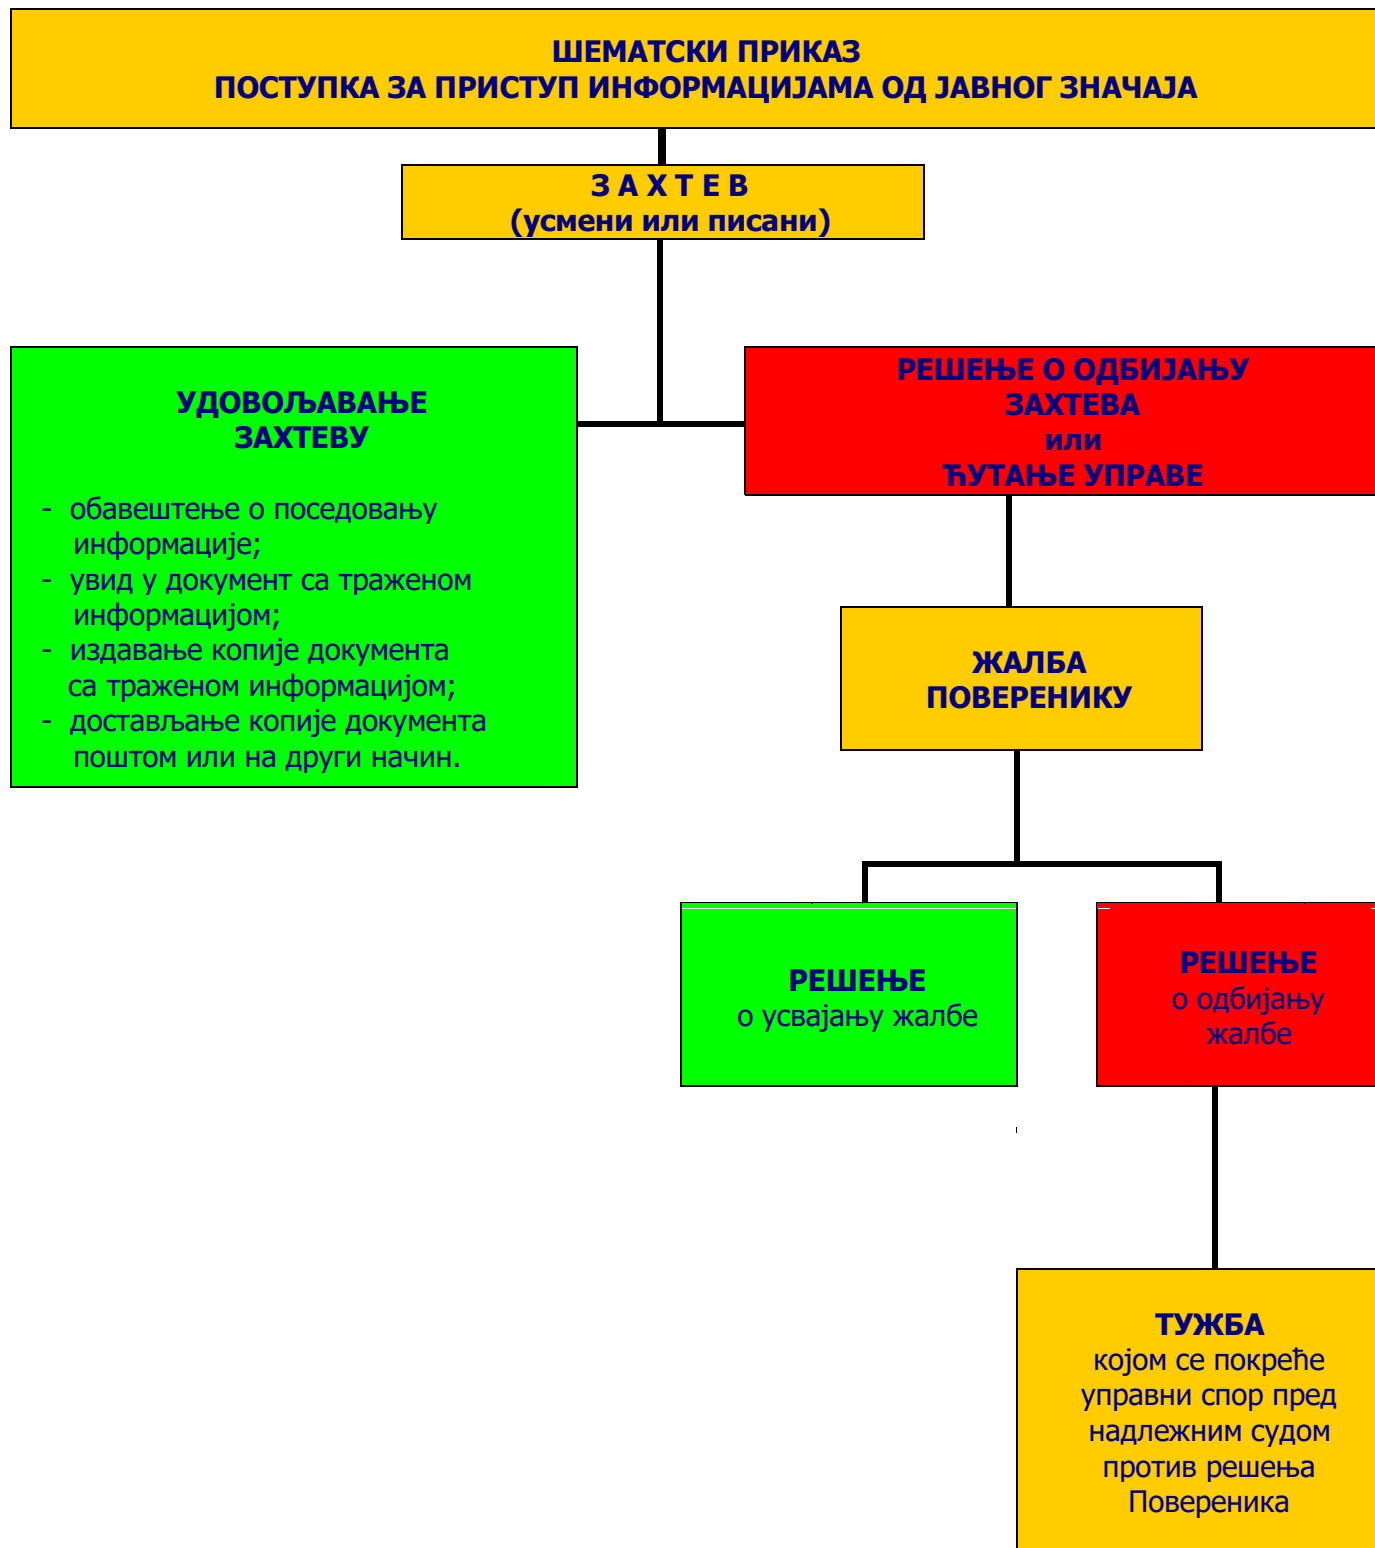 ШЕМАТСКИ ПРИКАЗ
ПОСТУПКА ЗА ПРИСТУП ИНФОРМАЦИЈАМА ОД ЈАВНОГ ЗНАЧАЈА
З А Х Т Е В
(усмени или писани)
УДОВОЉАВАЊЕ
ЗАХТЕВУ
- обавештење о поседовању
информације;
- увид у документ са траженом
информацијом;
- издавање копије документа
са траженом информацијом;
- достављање копије документа
поштом или на други начин.
РЕШЕЊЕ О ОДБИЈАЊУ
ЗАХТЕВА
или
ЋУТАЊЕ УПРАВЕ
ЖАЛБА
ПОВЕРЕНИКУ
РЕШЕЊЕ
о усвајању жалбе
РЕШЕЊЕ
о одбијању
жалбе
ТУЖБА
којом се покреће
управни спор пред
надлежним судом
против решења
Повереника